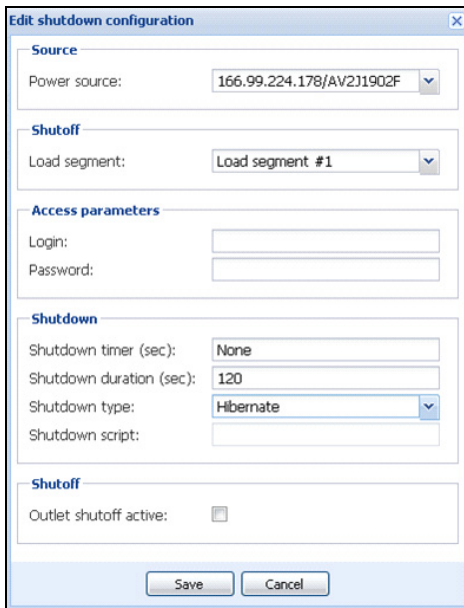 Edit shutdown configuration
Source
Power source: 166.99.224.178/AV2J1902F
Shutoff
Load segment: Load segment #1
Access parameters
Login:
Password:
Shutdown
Shutdown timer (sec): None
Shutdown duration (sec): 120
Shutdown type: Hibernate
Shutdown script:
Shutoff
Outlet shutoff active:
Save Cancel